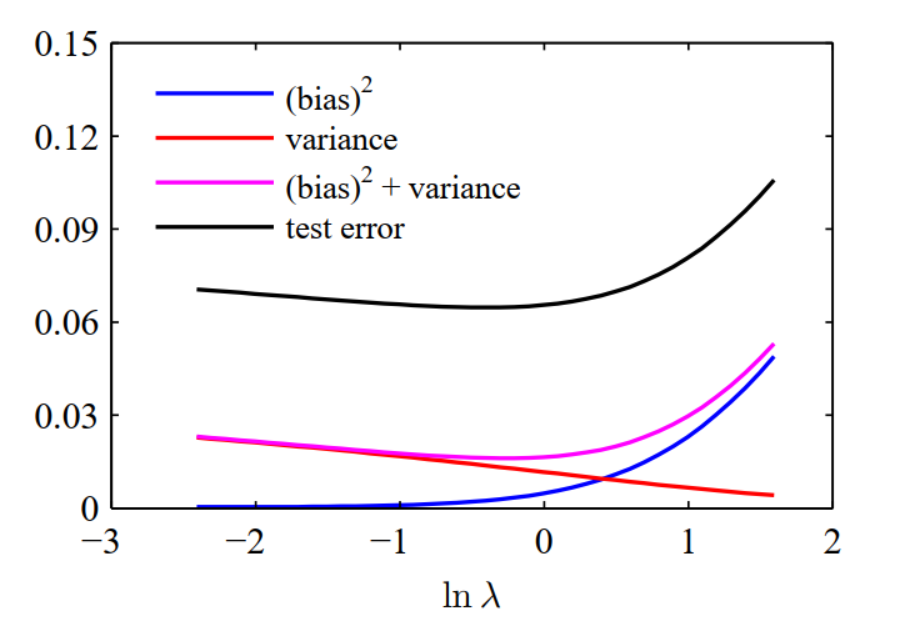 0.15
(bias)² 
variance
(bias)² + variance
test error
0.12
0.09
0.06
0.03
0
−3 −2 −1 0 1 2
ln λ